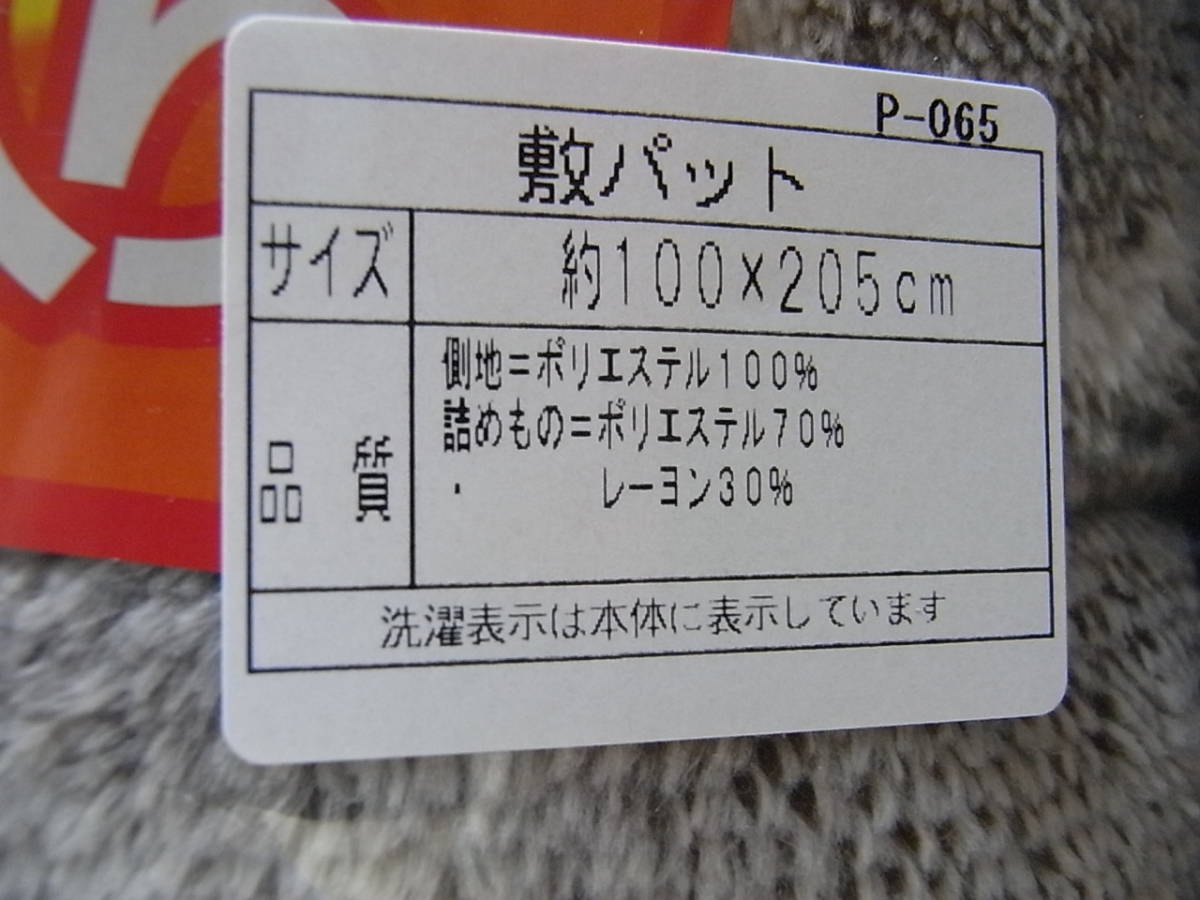 P-065
敷パット
サイズ 約100×205cm
品質 側地=ポリエステル100%
詰めもの=ポリエステル70%
・ レーヨン30%
洗濯表示は本体に表示しています